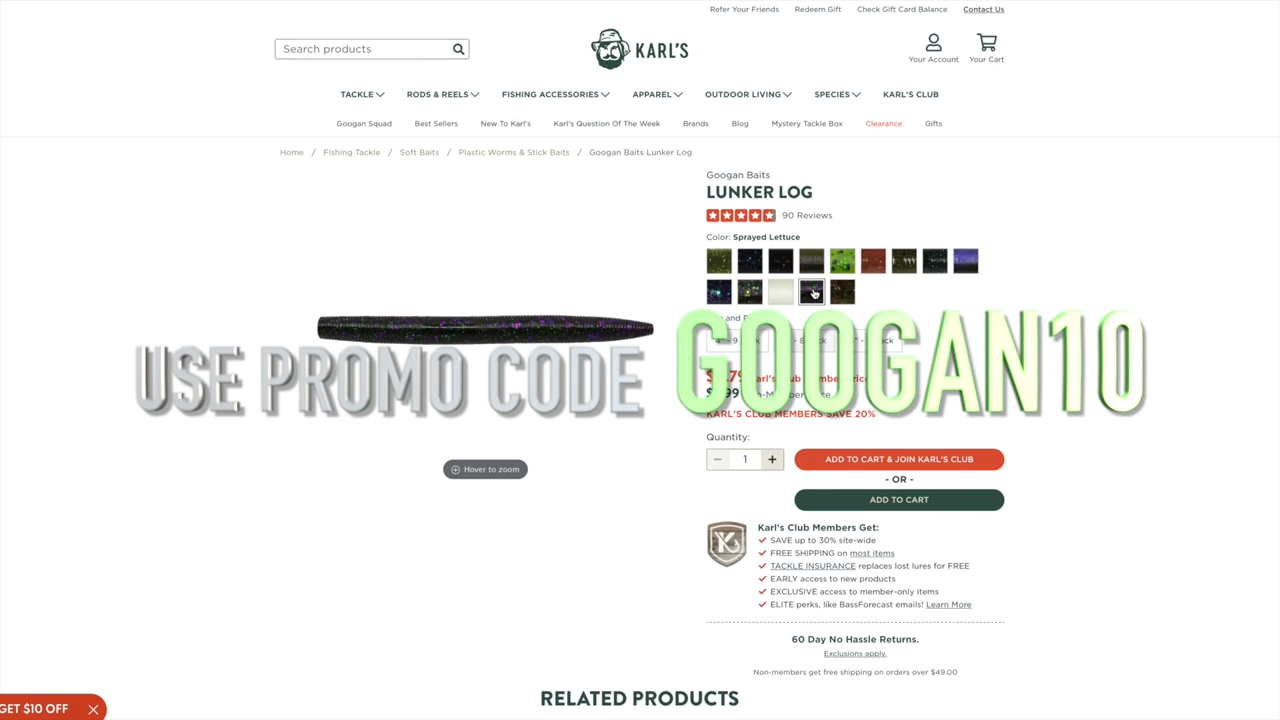 Refer Your Friends Redeem Gift Check Gift Card Balance Contact Us
Search products
KARL'S
Your Account Your Cart
TACKLE RODS & REELS FISHING ACCESSORIES APPAREL OUTDOOR LIVING SPECIES KARL'S CLUB
Googan Squad Best Sellers New To Karl's Karl's Question Of The Week Brands Blog Mystery Tackle Box Clearance Gifts
Home / Fishing Tackle / Soft Baits / Plastic Worms & Stick Baits / Googan Baits Lunker Log
Googan Baits
LUNKER LOG
90 Reviews
Color: Sprayed Lettuce
USE PROMO CODE GOOGAN10
KARL'S CLUB MEMBERS SAVE 20%
Quantity:
− 1 +
ADD TO CART & JOIN KARL'S CLUB
- OR -
ADD TO CART
Hover to zoom
Karl's Club Members Get:
SAVE up to 30% site-wide
FREE SHIPPING on most items
TACKLE INSURANCE replaces lost lures for FREE
EARLY access to new products
EXCLUSIVE access to member-only items
ELITE perks, like BassForecast emails! Learn More
60 Day No Hassle Returns.
Exclusions apply.
Non-members get free shipping on orders over $49.00
RELATED PRODUCTS
GET $10 OFF